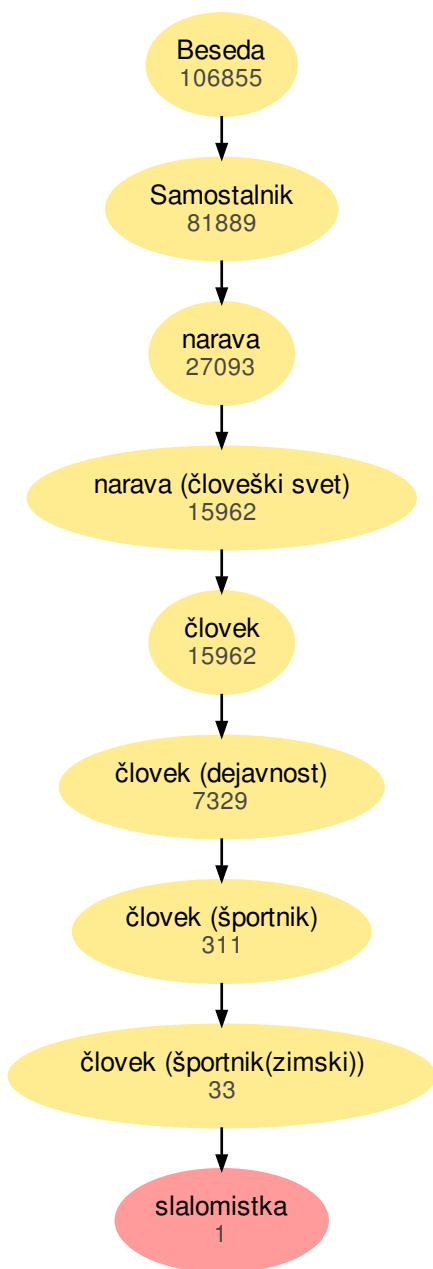 Beseda
106855
Samostalnik
81889
narava
27093
narava (človeški svet)
15962
človek
15962
človek (dejavnost)
7329
človek (športnik)
311
človek (športnik(zimski))
33
slalomistka
1